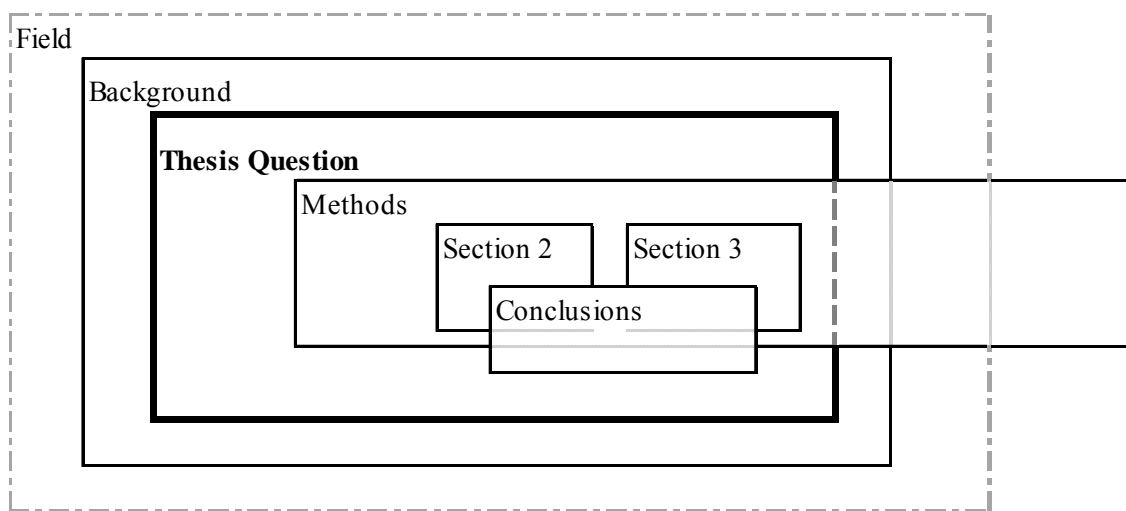 Field
Background
Thesis Question
Methods
Section 2
Section 3
Conclusions